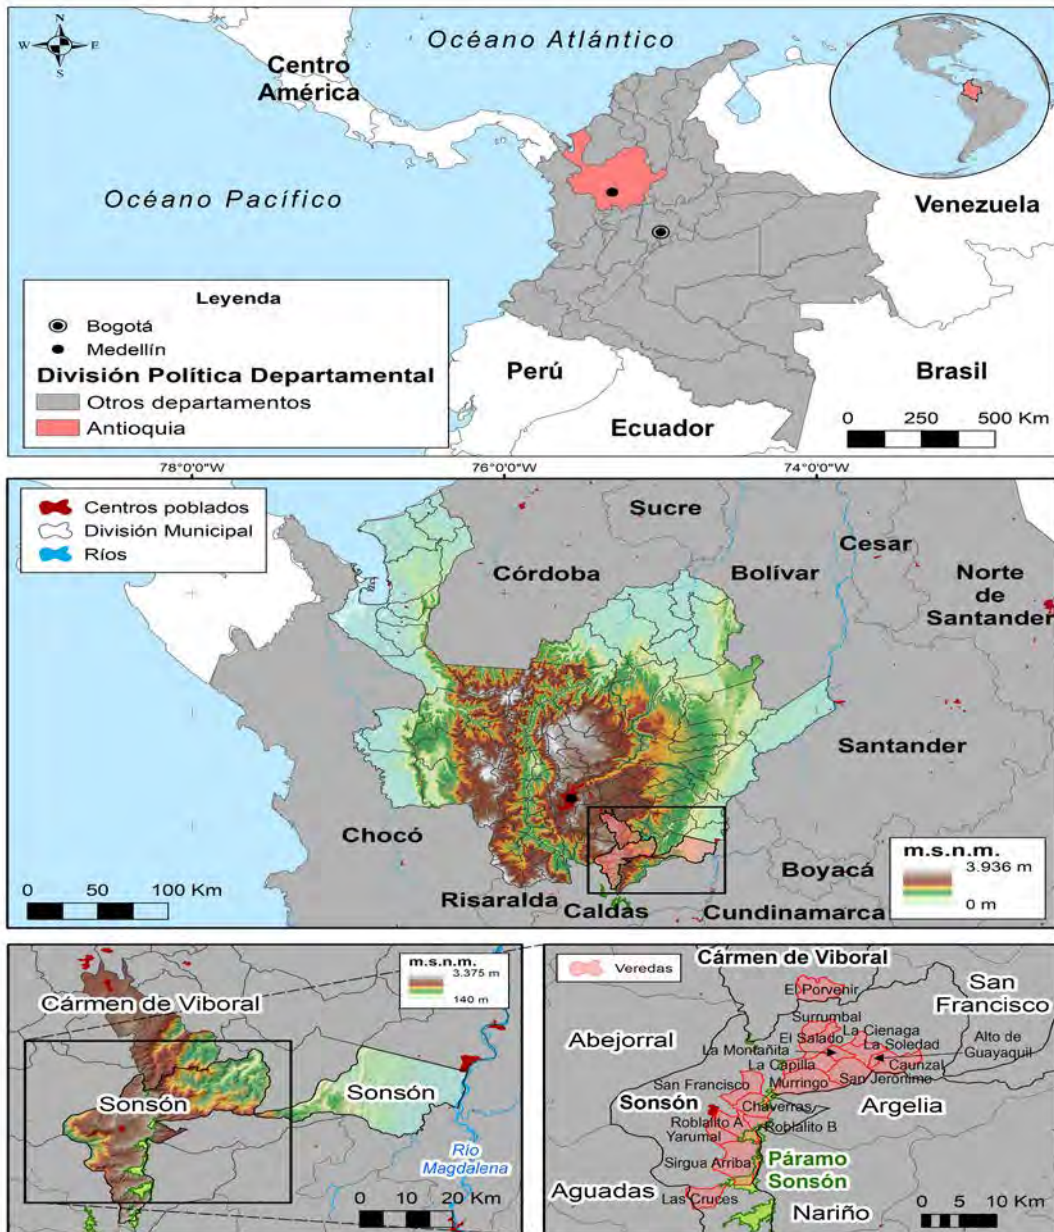 N
W E
S
Océano Atlántico
Centro
América
Océano Pacífico
Venezuela
Leyenda
Bogotá
Medellín
División Política Departamental
Otros departamentos
Antioquia
Perú
Ecuador
Brasil
0 250 500 Km
78°0'0"W 76°0'0"W 74°0'0"W
Centros poblados
División Municipal
Ríos
Sucre
Cesar
Córdoba
Bolívar
Norte
de
Santander
Santander
Chocó
Boyacá
Risaralda
Caldas
Cundinamarca
0 50 100 Km
m.s.n.m.
3.936 m
0 m
m.s.n.m.
3.375 m
140 m
Cármen de Viboral
Sonsón
Sonsón
Río
Magdalena
0 10 20 Km
Veredas
Cármen de Viboral
El Porvenir
San
Francisco
Surrumbal
Abejorral
El Salado
La Cienaga
La Soledad
Alto de
Guayaquil
La Montañita
La Capilla
Caunzal
San Francisco
Murringo
San Jerónimo
Sonsón
Chaverras
Argelia
Roblalito A
Roblalito B
Yarumal
Sirgua Arriba
Páramo
Sonsón
Aguadas
Las Cruces
Nariño
0 5 10 Km